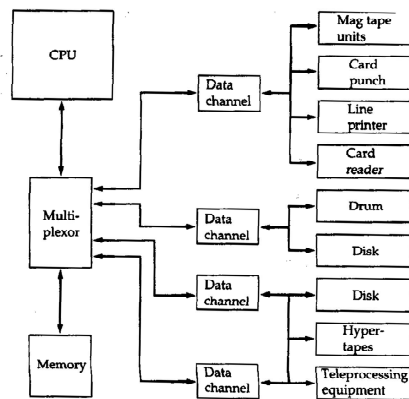 CPU
Multi-
plexor
Memory
Data
channel
Data
channel
Data
channel
Data
channel
Mag tape
units
Card
punch
Line
printer
Card
reader
Drum
Disk
Disk
Hyper-
tapes
Teleprocessing
equipment